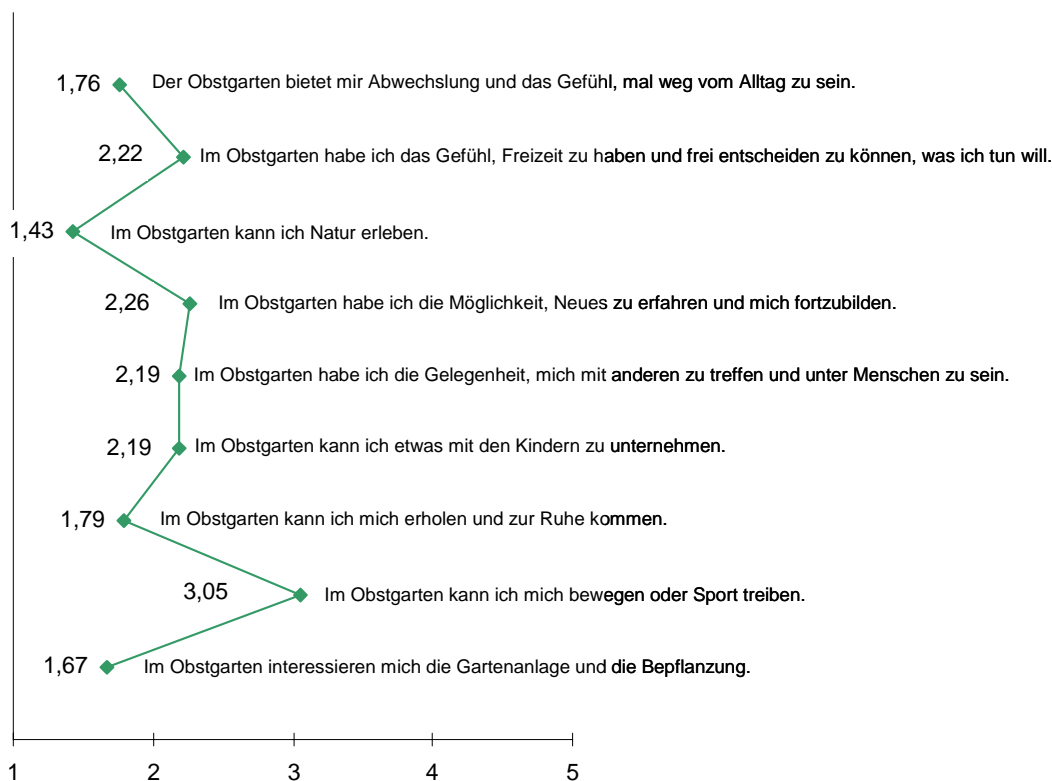 1,76 Der Obstgarten bietet mir Abwechslung und das Gefühl, mal weg vom Alltag zu sein.
2,22 Im Obstgarten habe ich das Gefühl, Freizeit zu haben und frei entscheiden zu können, was ich tun will.
1,43 Im Obstgarten kann ich Natur erleben.
2,26 Im Obstgarten habe ich die Möglichkeit, Neues zu erfahren und mich fortzubilden.
2,19 Im Obstgarten habe ich die Gelegenheit, mich mit anderen zu treffen und unter Menschen zu sein.
2,19 Im Obstgarten kann ich etwas mit den Kindern zu unternehmen.
1,79 Im Obstgarten kann ich mich erholen und zur Ruhe kommen.
3,05 Im Obstgarten kann ich mich bewegen oder Sport treiben.
1,67 Im Obstgarten interessieren mich die Gartenanlage und die Bepflanzung.
1 2 3 4 5